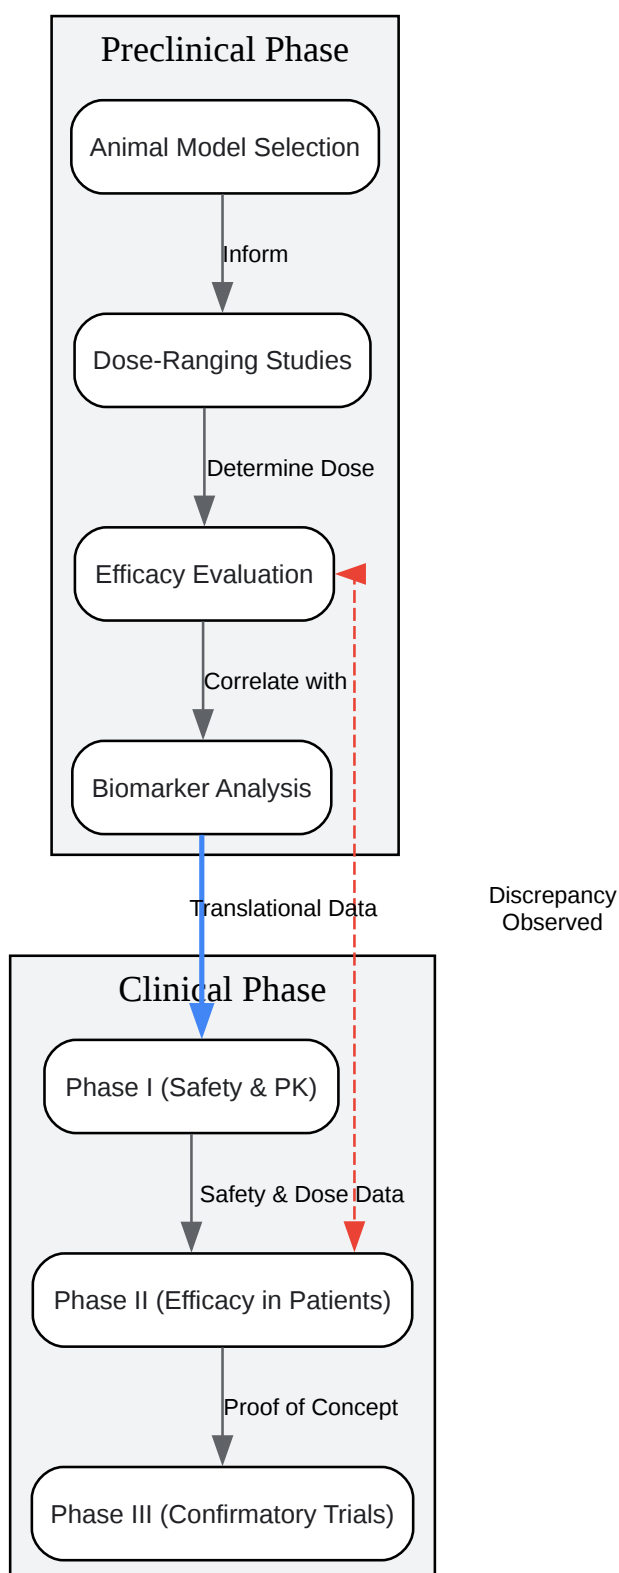 Preclinical Phase
Animal Model Selection
Inform
Dose-Ranging Studies
Determine Dose
Efficacy Evaluation
Correlate with
Biomarker Analysis
Translational Data
Discrepancy
Observed
Clinical Phase
Phase I (Safety & PK)
Safety & Dose Data
Phase II (Efficacy in Patients)
Proof of Concept
Phase III (Confirmatory Trials)